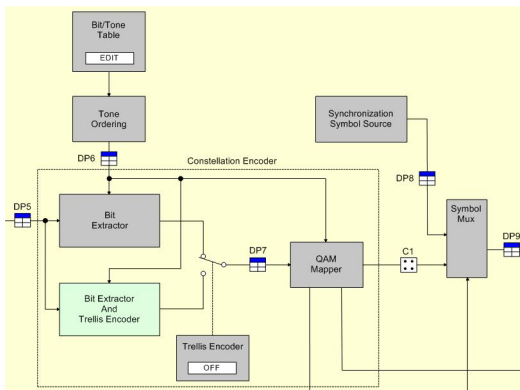 Bit/Tone
Table
EDIT
Tone
Ordering
Synchronization
Symbol Source
DP6
Constellation Encoder
DP8
DP5
Bit
Extractor
Symbol
Mux
DP9
DP7
QAM
Mapper
C1
Bit Extractor
And
Trellis Encoder
Trellis Encoder
OFF